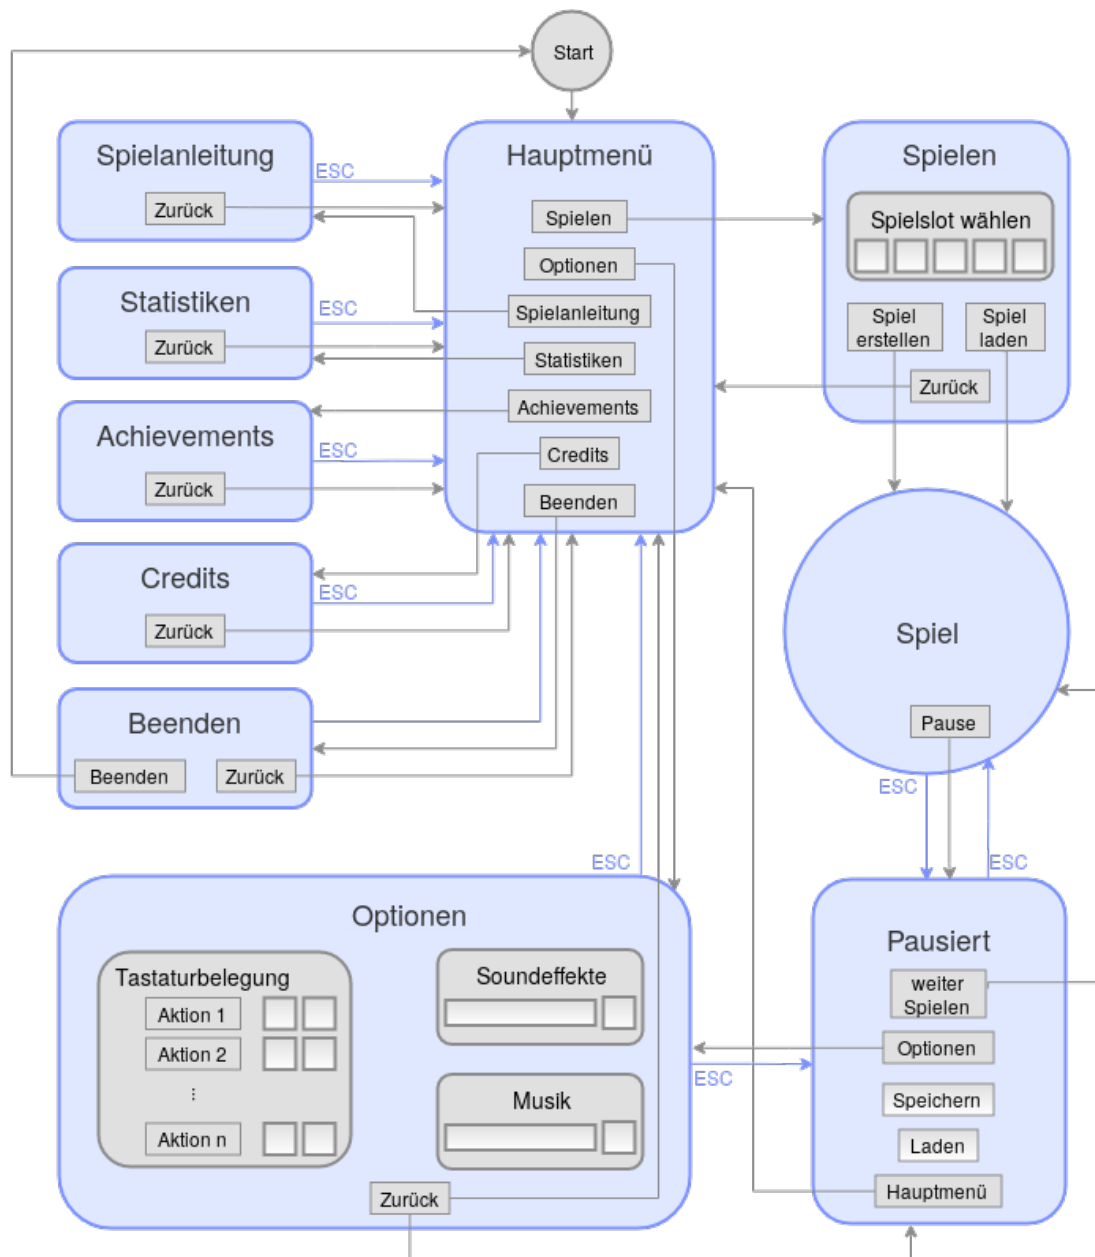 Start
Spielanleitung
ESC
Zurück
Statistiken
ESC
Zurück
Achievements
ESC
Zurück
Credits
ESC
Zurück
Beenden
Beenden
Zurück
Hauptmenü
Spielen
Optionen
Spielanleitung
Statistiken
Achievements
Credits
Beenden
Spielen
Spielslot wählen
Spiel
erstellen
Spiel
laden
Zurück
Spiel
Pause
ESC
ESC
ESC
Optionen
Tastaturbelegung
Aktion 1
Aktion 2
...
Aktion n
Soundeffekte
Musik
Zurück
ESC
Pausiert
weiter
Spielen
Optionen
Speichern
Laden
Hauptmenü